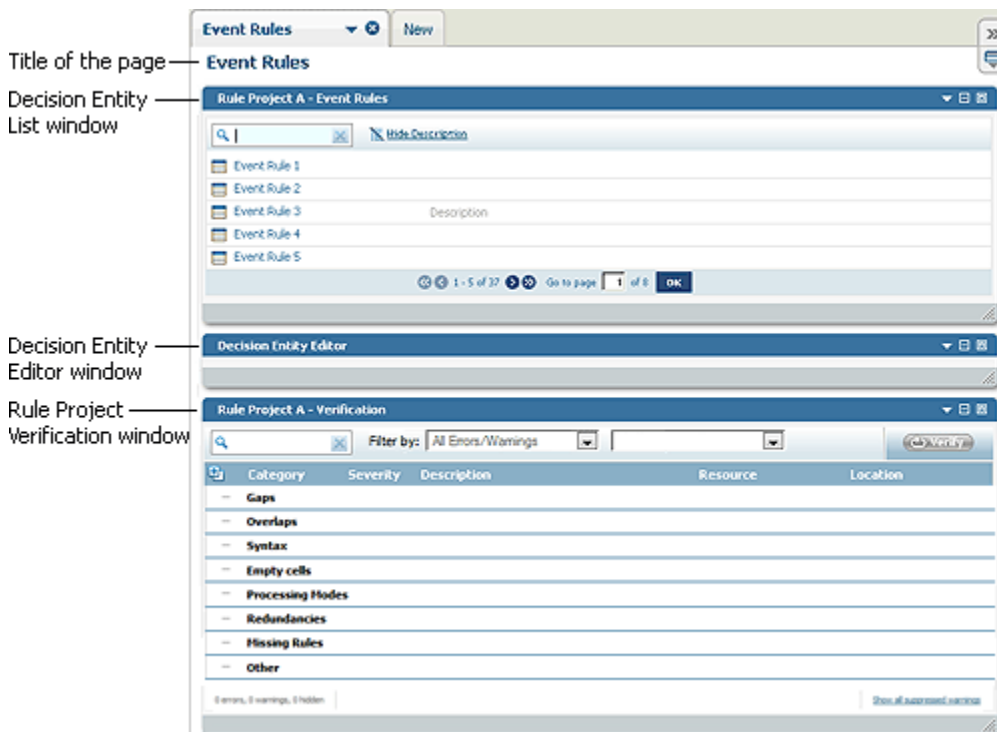 Event Rules
New
Title of the page
Event Rules
Decision Entity
List window
Rule Project A - Event Rules
Hide Description
Event Rule 1
Event Rule 2
Event Rule 3 Description
Event Rule 4
Event Rule 5
1 - 5 of 37 Go to page 1 of 8 OK
Decision Entity
Editor window
Decision Entity Editor
Rule Project
Verification window
Rule Project A - Verification
Filter by: All Errors/Warnings Verify
Category Severity Description Resource Location
Gaps
Overlaps
Syntax
Empty cells
Processing Modes
Redundancies
Missing Rules
Other
0 errors, 0 warnings, 0 hidden
Show all suppressed warnings